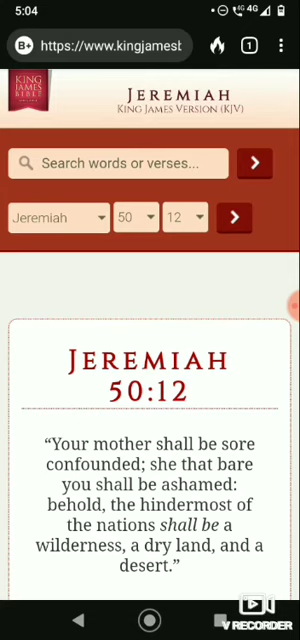 5:04
4G 4G
B+ https://www.kingjamesb
1
KING
JAMES
BIBLE
JEREMIAH
KING JAMES VERSION (KJV)
Search words or verses...
Jeremiah 50 12
JEREMIAH
50:12
“Your mother shall be sore
confounded; she that bare
you shall be ashamed:
behold, the hindermost of
the nations shall be a
wilderness, a dry land, and a
desert.”
V RECORDER